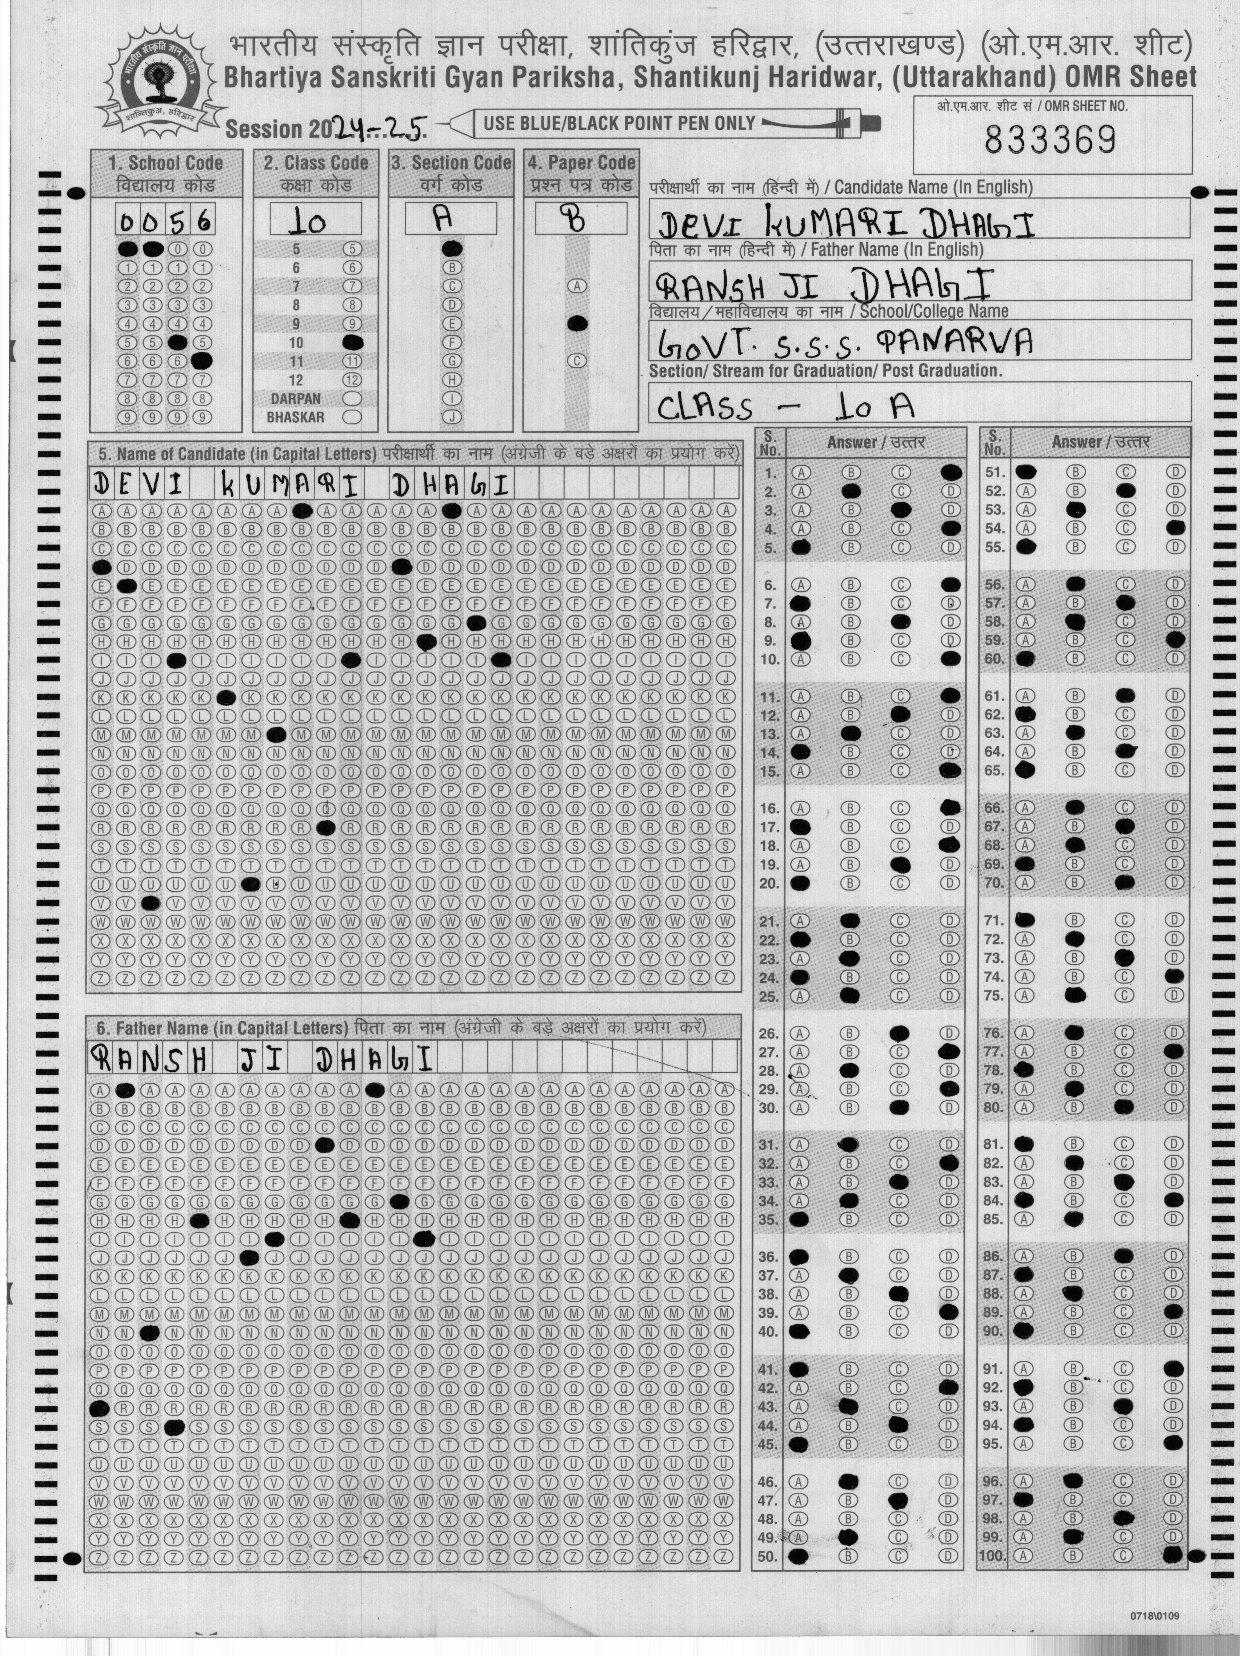 भारतीय संस्कृति ज्ञान परीक्षा, शांतिकुंज हरिद्वार, (उत्तराखण्ड) (ओ.एम.आर. शीट)
Bhartiya Sanskriti Gyan Pariksha, Shantikunj Haridwar, (Uttarakhand) OMR Sheet
Session 2024-25. USE BLUE/BLACK POINT PEN ONLY
ओ.एम.आर. शीट सं / OMR SHEET NO.
833369
1. School Code
विद्यालय कोड
0056
2. Class Code
कक्षा कोड
10
5
6
7
8
9
10
11
12
DARPAN
BHASKAR
3. Section Code
वर्ग कोड
A
4. Paper Code
प्रश्न पत्र कोड
B
परीक्षार्थी का नाम (हिन्दी में) / Candidate Name (In English)
DEVI KUMARI DHAGI
पिता का नाम (हिन्दी में) / Father Name (In English)
RANSH JI DHAGI
विद्यालय/महाविद्यालय का नाम / School/College Name
GOVT. S.S.S. PANARVA
Section/ Stream for Graduation/ Post Graduation.
CLASS - 10 A
5. Name of Candidate (in Capital Letters) परीक्षार्थी का नाम (अंग्रेजी के बड़े अक्षरों का प्रयोग करें)
DEVI KUMARI DHAGI
6. Father Name (in Capital Letters) पिता का नाम (अंग्रेजी के बड़े अक्षरों का प्रयोग करें)
RANSH JI DHAGI
S. No. Answer / उत्तर
S. No. Answer / उत्तर
0718\0109